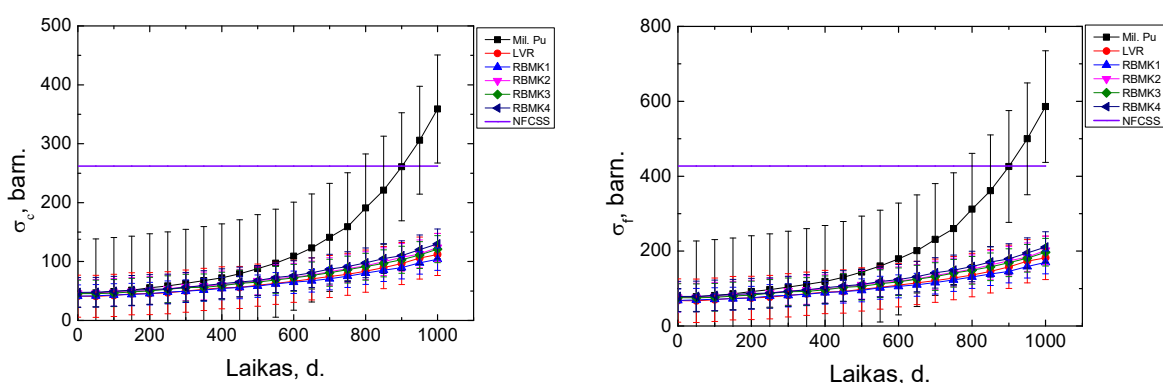 σc, barn.
500
400
300
200
100
0
0 200 400 600 800 1000
Laikas, d.
Mil. Pu
LVR
RBMK1
RBMK2
RBMK3
RBMK4
NFCSS
σf, barn.
800
600
400
200
0
0 200 400 600 800 1000
Laikas, d.
Mil. Pu
LVR
RBMK1
RBMK2
RBMK3
RBMK4
NFCSS